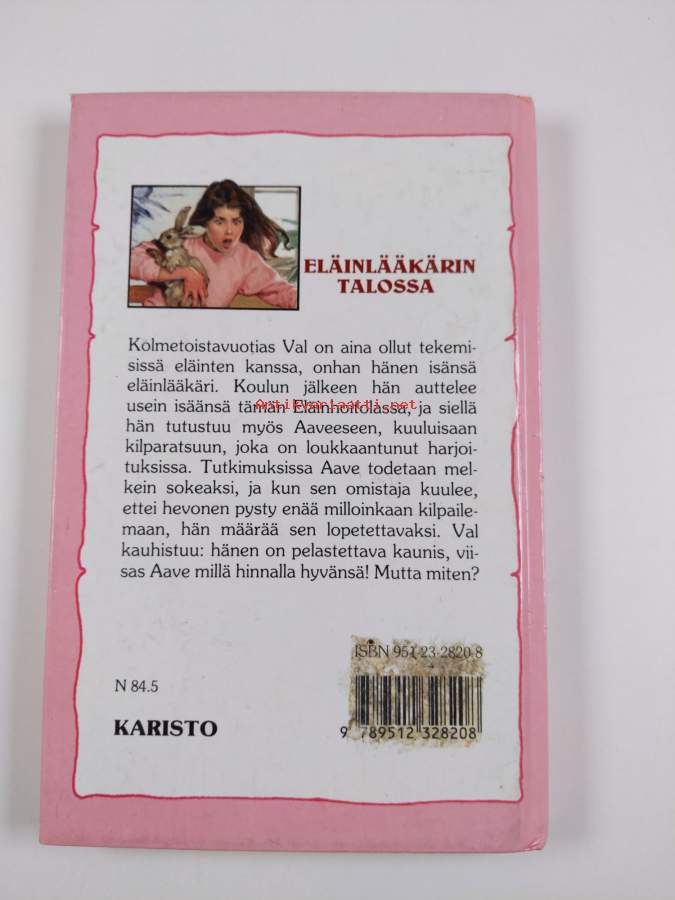 ELÄINLÄÄKÄRIN
TALOSSA
Kolmetoistavuotias Val on aina ollut tekemi-
sissä eläinten kanssa, onhan hänen isänsä
eläinlääkäri. Koulun jälkeen hän auttelee
usein isäänsä tämän Eläinhoitolassa, ja siellä
Antikvariaatti.net
hän tutustuu myös Aaveeseen, kuuluisaan
kilparatsuun, joka on loukkaantunut harjoi-
tuksissa. Tutkimuksissa Aave todetaan mel-
kein sokeaksi, ja kun sen omistaja kuulee,
ettei hevonen pysty enää milloinkaan kilpaile-
maan, hän määrää sen lopetettavaksi. Val
kauhistuu: hänen on pelastettava kaunis, vii-
sas Aave millä hinnalla hyvänsä! Mutta miten?
ISBN 951-23-2820-8
N 84.5
KARISTO
9 789512 328208